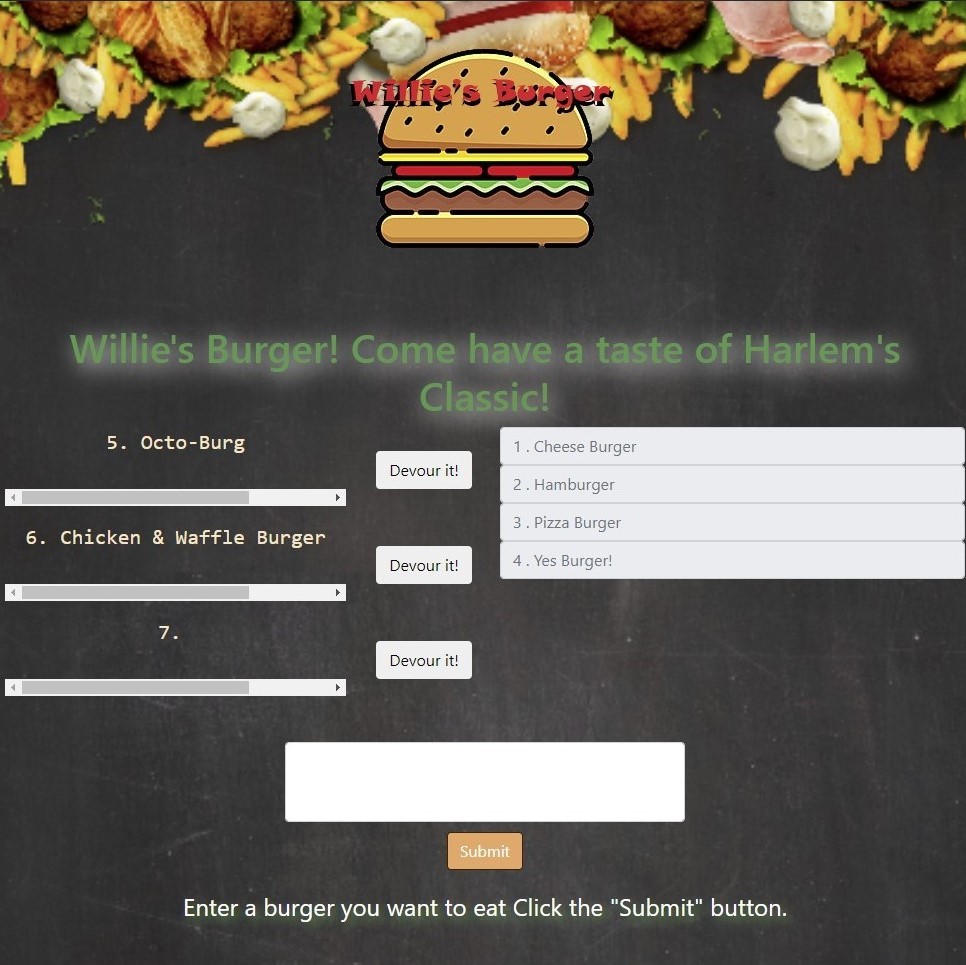 Willie's Burger
Willie's Burger! Come have a taste of Harlem's
Classic!
5. Octo-Burg
Devour it!
6. Chicken & Waffle Burger
Devour it!
7.
Devour it!
1 . Cheese Burger
2 . Hamburger
3 . Pizza Burger
4 . Yes Burger!
Submit
Enter a burger you want to eat Click the "Submit" button.